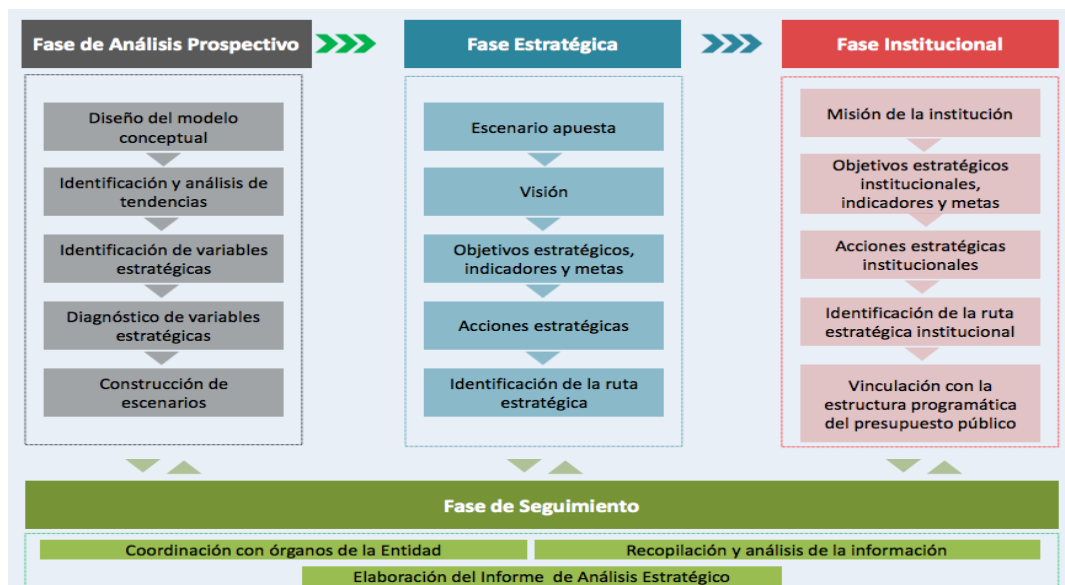 Fase de Análisis Prospectivo
Diseño del modelo
conceptual
Identificación y análisis de
tendencias
Identificación de variables
estratégicas
Diagnóstico de variables
estratégicas
Construcción de
escenarios
Fase Estratégica
Escenario apuesta
Visión
Objetivos estratégicos,
indicadores y metas
Acciones estratégicas
Identificación de la ruta
estratégica
Fase Institucional
Misión de la institución
Objetivos estratégicos
institucionales,
indicadores y metas
Acciones estratégicas
institucionales
Identificación de la ruta
estratégica institucional
Vinculación con la
estructura programática
del presupuesto público
Fase de Seguimiento
Coordinación con órganos de la Entidad
Recopilación y análisis de la información
Elaboración del Informe de Análisis Estratégico